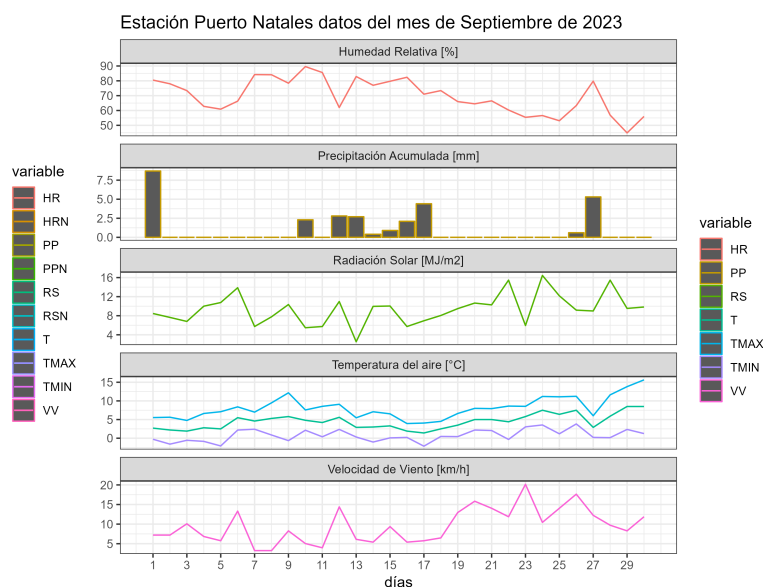 Estación Puerto Natales datos del mes de Septiembre de 2023
Humedad Relativa [%]
90
80
70
60
50
Precipitación Acumulada [mm]
7.5
5.0
2.5
0.0
Radiación Solar [MJ/m2]
16
12
8
4
Temperatura del aire [°C]
15
10
5
0
Velocidad de Viento [km/h]
20
15
10
5
1 3 5 7 9 11 13 15 17 19 21 23 25 27 29
días
variable
HR
HRN
PP
PPN
RS
RSN
T
TMAX
TMIN
VV
variable
HR
PP
RS
T
TMAX
TMIN
VV